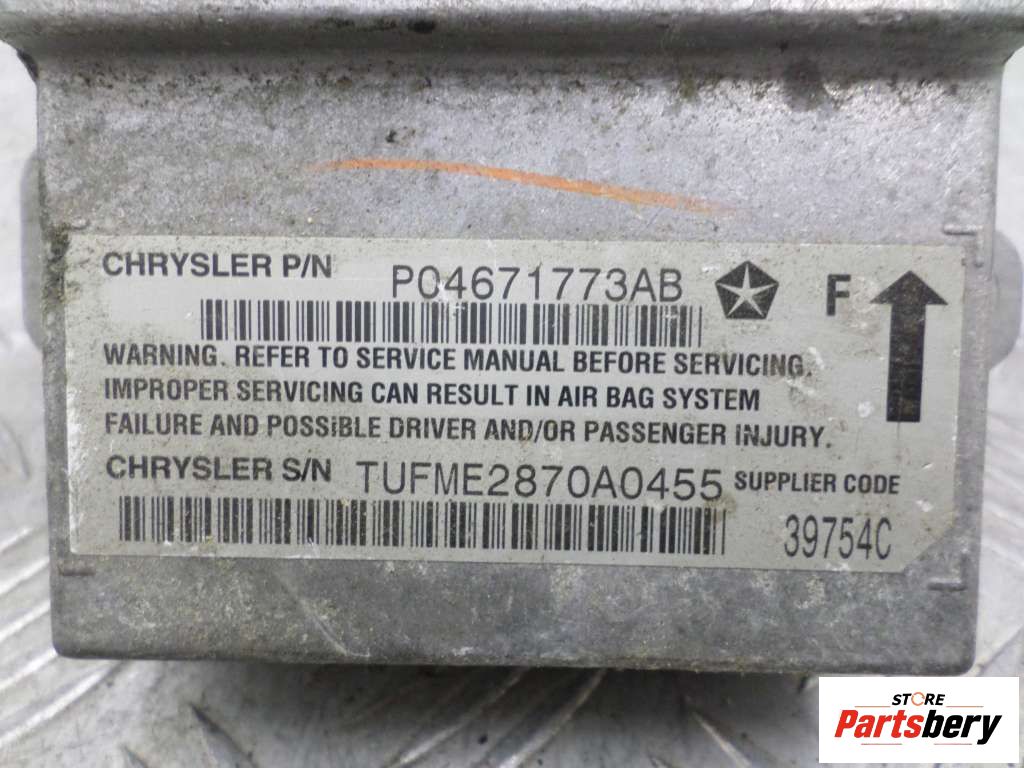 CHRYSLER P/N P04671773AB F
WARNING. REFER TO SERVICE MANUAL BEFORE SERVICING.
IMPROPER SERVICING CAN RESULT IN AIR BAG SYSTEM
FAILURE AND POSSIBLE DRIVER AND/OR PASSENGER INJURY.
CHRYSLER S/N TUFME2870A0455 SUPPLIER CODE
39754C
STORE
Partsbery